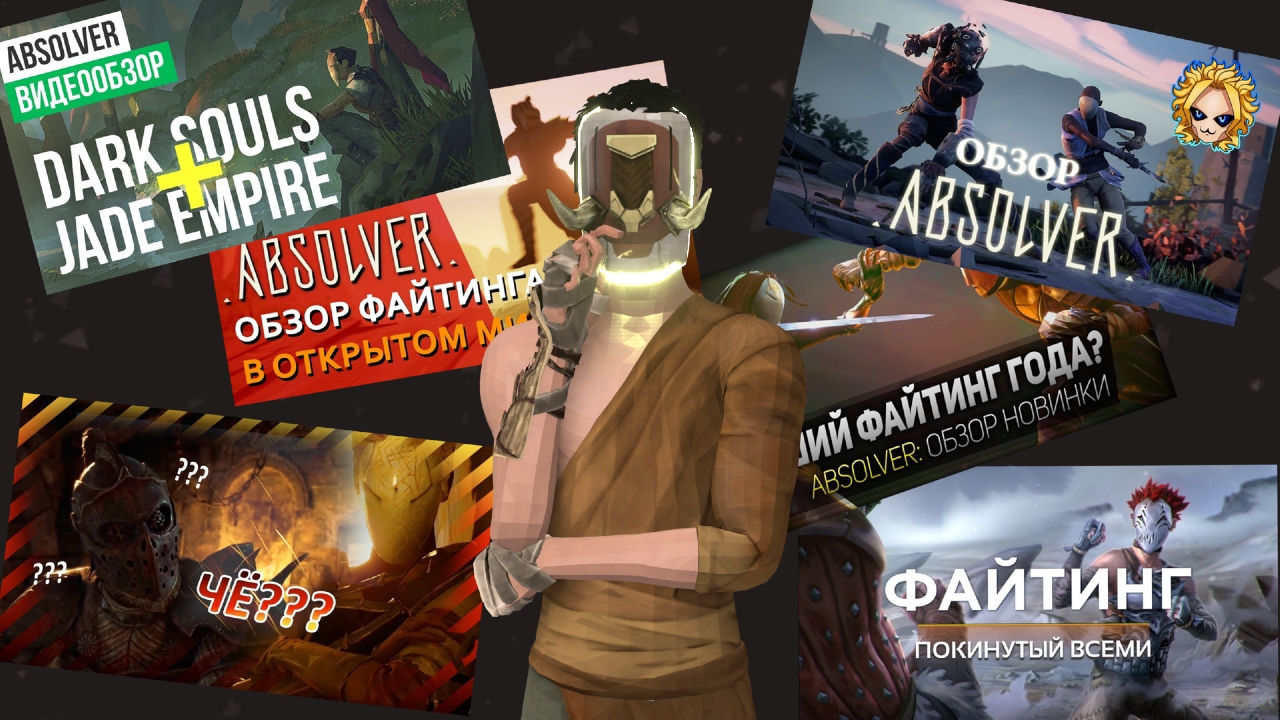 ABSOLVER
ВИДЕООБЗОР
DARK SOULS
+
JADE EMPIRE
.ABSOLVER.
ОБЗОР ФАЙТИНГА
В ОТКРЫТОМ
ОБЗОР
.ABSOLVER.
ФАЙТИНГ ГОДА?
ABSOLVER: ОБЗОР НОВИНКИ
???
???
ЧЁ???
ФАЙТИНГ
ПОКИНУТЫЙ ВСЕМИ